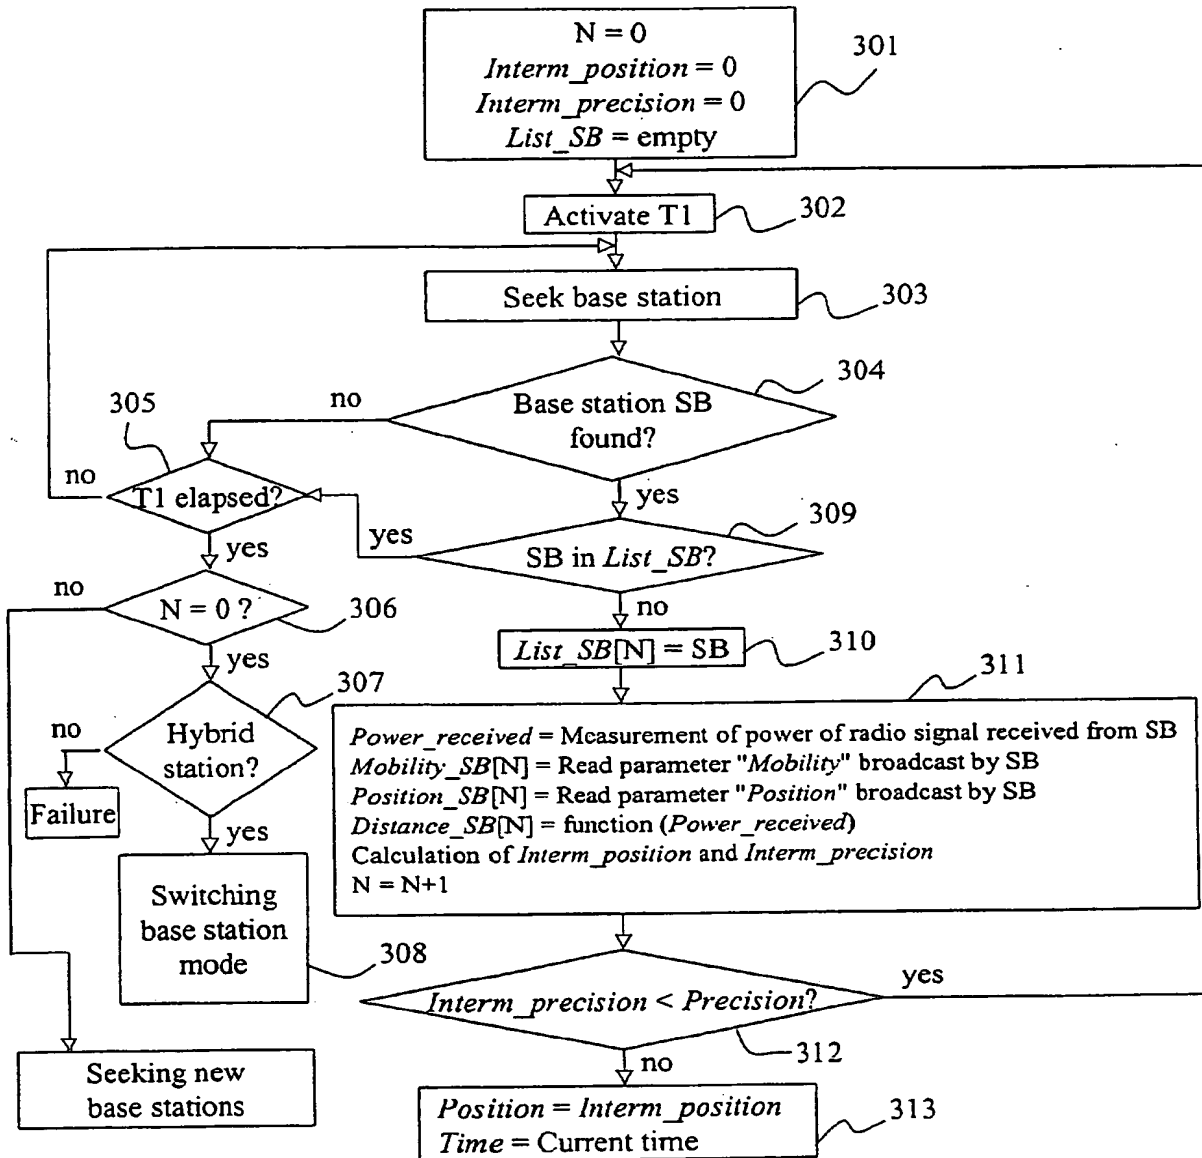 N = 0
Interm_position = 0
Interm_precision = 0
List_SB = empty
301
Activate T1
302
Seek base station
303
Base station SB
found?
304
no
yes
305
T1 elapsed?
no
yes
SB in List_SB?
309
yes
no
N = 0 ?
306
no
yes
List_SB[N] = SB
310
Hybrid
station?
307
no
yes
Failure
311
Power_received = Measurement of power of radio signal received from SB
Mobility_SB[N] = Read parameter "Mobility" broadcast by SB
Position_SB[N] = Read parameter "Position" broadcast by SB
Distance_SB[N] = function (Power_received)
Calculation of Interm_position and Interm_precision
N = N+1
Switching
base station
mode
308
Interm_precision < Precision?
yes
312
no
Seeking new
base stations
Position = Interm_position
Time = Current time
313